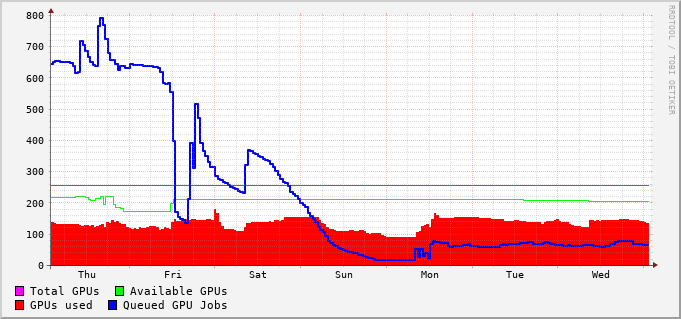 800
700
600
500
400
300
200
100
0
Thu Fri Sat Sun Mon Tue Wed
Total GPUs Available GPUs
GPUs used Queued GPU Jobs
RRDTOOL / TOBI OETIKER